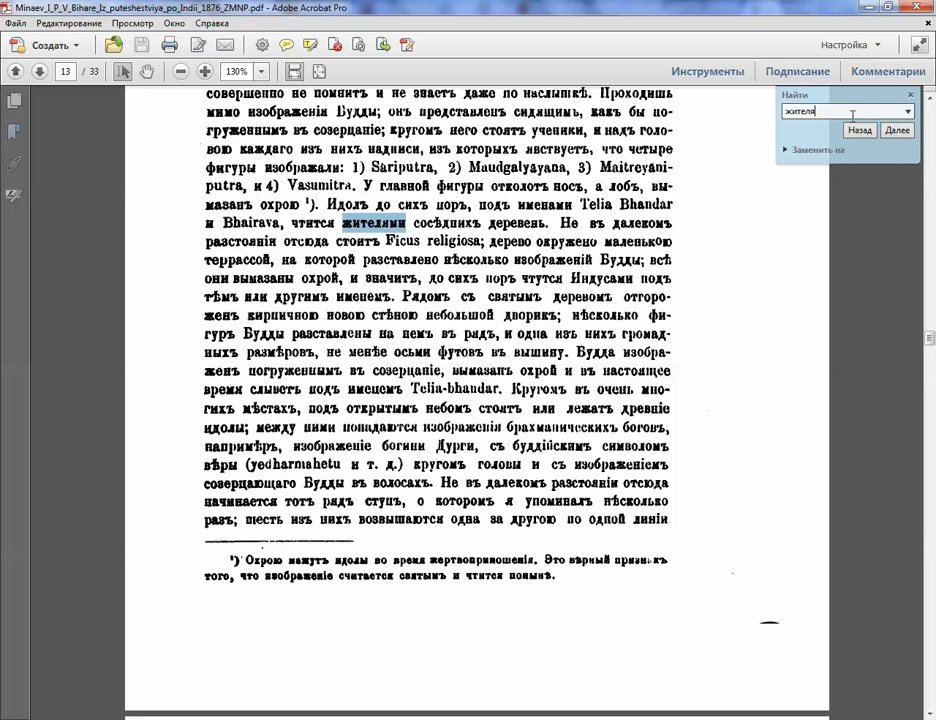 Minaev_I_P_V_Bihare_Iz_puteshestviya_po_Indii_1876_ZMNP.pdf - Adobe Acrobat Pro
Файл Редактирование Просмотр Окно Справка
Создать
Настройка
13 / 33
130%
Инструменты Подписание Комментарии
Найти
жителя
Назад Далее
Заменить на
совершенно не помнитъ и не знаетъ даже по наслышкѣ. Проходишь
мимо изображенія Будды; онъ представленъ сидящимъ, какъ бы по-
груженнымъ въ созерцаніе; кругомъ него стоятъ ученики, и надъ голо-
вою каждаго изъ нихъ надписи, изъ которыхъ явствуетъ, что четыре
фигуры изображали: 1) Sâriputra, 2) Maudgalyâyana, 3) Maitreyâni-
putra, и 4) Vasumitra. У главной фигуры отколотъ носъ, а лобъ, вы-
мазанъ охрою ¹). Идолъ до сихъ поръ, подъ именами Telia Bhandar
и Bhairava, чтится жителями сосѣднихъ деревень. Не въ далекомъ
разстояніи отсюда стоитъ Ficus religiosa; дерево окружено маленькою
террассой, на которой разставлено нѣсколько изображеній Будды; всѣ
они вымазаны охрой, и значитъ, до сихъ поръ чтутся Индусами подъ
тѣмъ или другимъ именемъ. Рядомъ съ святымъ деревомъ отгоро-
женъ кирпичною новою стѣною небольшой дворикъ; нѣсколько фи-
гуръ Будды разставлены на немъ въ рядъ, и одна изъ нихъ громад-
ныхъ размѣровъ, не менѣе осьми футовъ въ вышину. Будда изобра-
женъ погруженнымъ въ созерцаніе, вымазанъ охрой и въ настоящее
время слыветъ подъ именемъ Telia-bhandar. Кругомъ въ очень мно-
гихъ мѣстахъ, подъ открытымъ небомъ стоятъ или лежатъ древніе
идолы; между ними попадаются изображенія брахманическихъ боговъ,
напримѣръ, изображеніе богини Дурги, съ буддійскимъ символомъ
вѣры (yedharmahetu и т. д.) кругомъ головы и съ изображеніемъ
созерцающаго Будды въ волосахъ. Не въ далекомъ разстояніи отсюда
начинается тотъ рядъ ступъ, о которомъ я упоминалъ нѣсколько
разъ; шесть изъ нихъ возвышаются одна за другою по одной линіи
¹) Охрою мажутъ идолы во время жертвоприношенія. Это вѣрный признакъ
того, что изображеніе считается святымъ и чтится понынѣ.